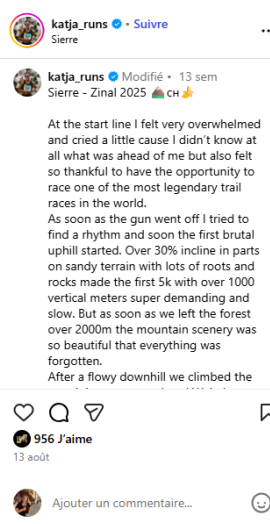 katja_runs • Suivre
Sierre
katja_runs Modifié • 13 sem
Sierre - Zinal 2025 CH
At the start line I felt very overwhelmed
and cried a little cause I didn't know at
all what was ahead of me but also felt
so thankful to have the opportunity to
race one of the most legendary trail
races in the world.
As soon as the gun went off I tried to
find a rhythm and soon the first brutal
uphill started. Over 30% incline in parts
on sandy terrain with lots of roots and
rocks made the first 5k with over 1000
vertical meters super demanding and
slow. But as soon as we left the forest
over 2000m the mountain scenery was
so beautiful that everything was
forgotten.
After a flowy downhill we climbed the
956 J'aime
13 août
Ajouter un commentaire...